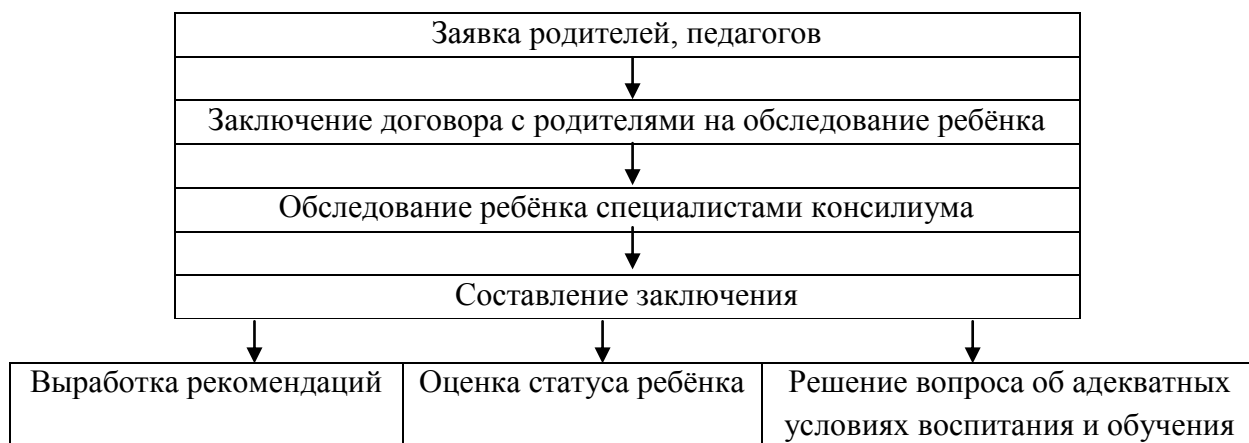 Заявка родителей, педагогов
Заключение договора с родителями на обследование ребёнка
Обследование ребёнка специалистами консилиума
Составление заключения
Выработка рекомендаций
Оценка статуса ребёнка
Решение вопроса об адекватных
условиях воспитания и обучения